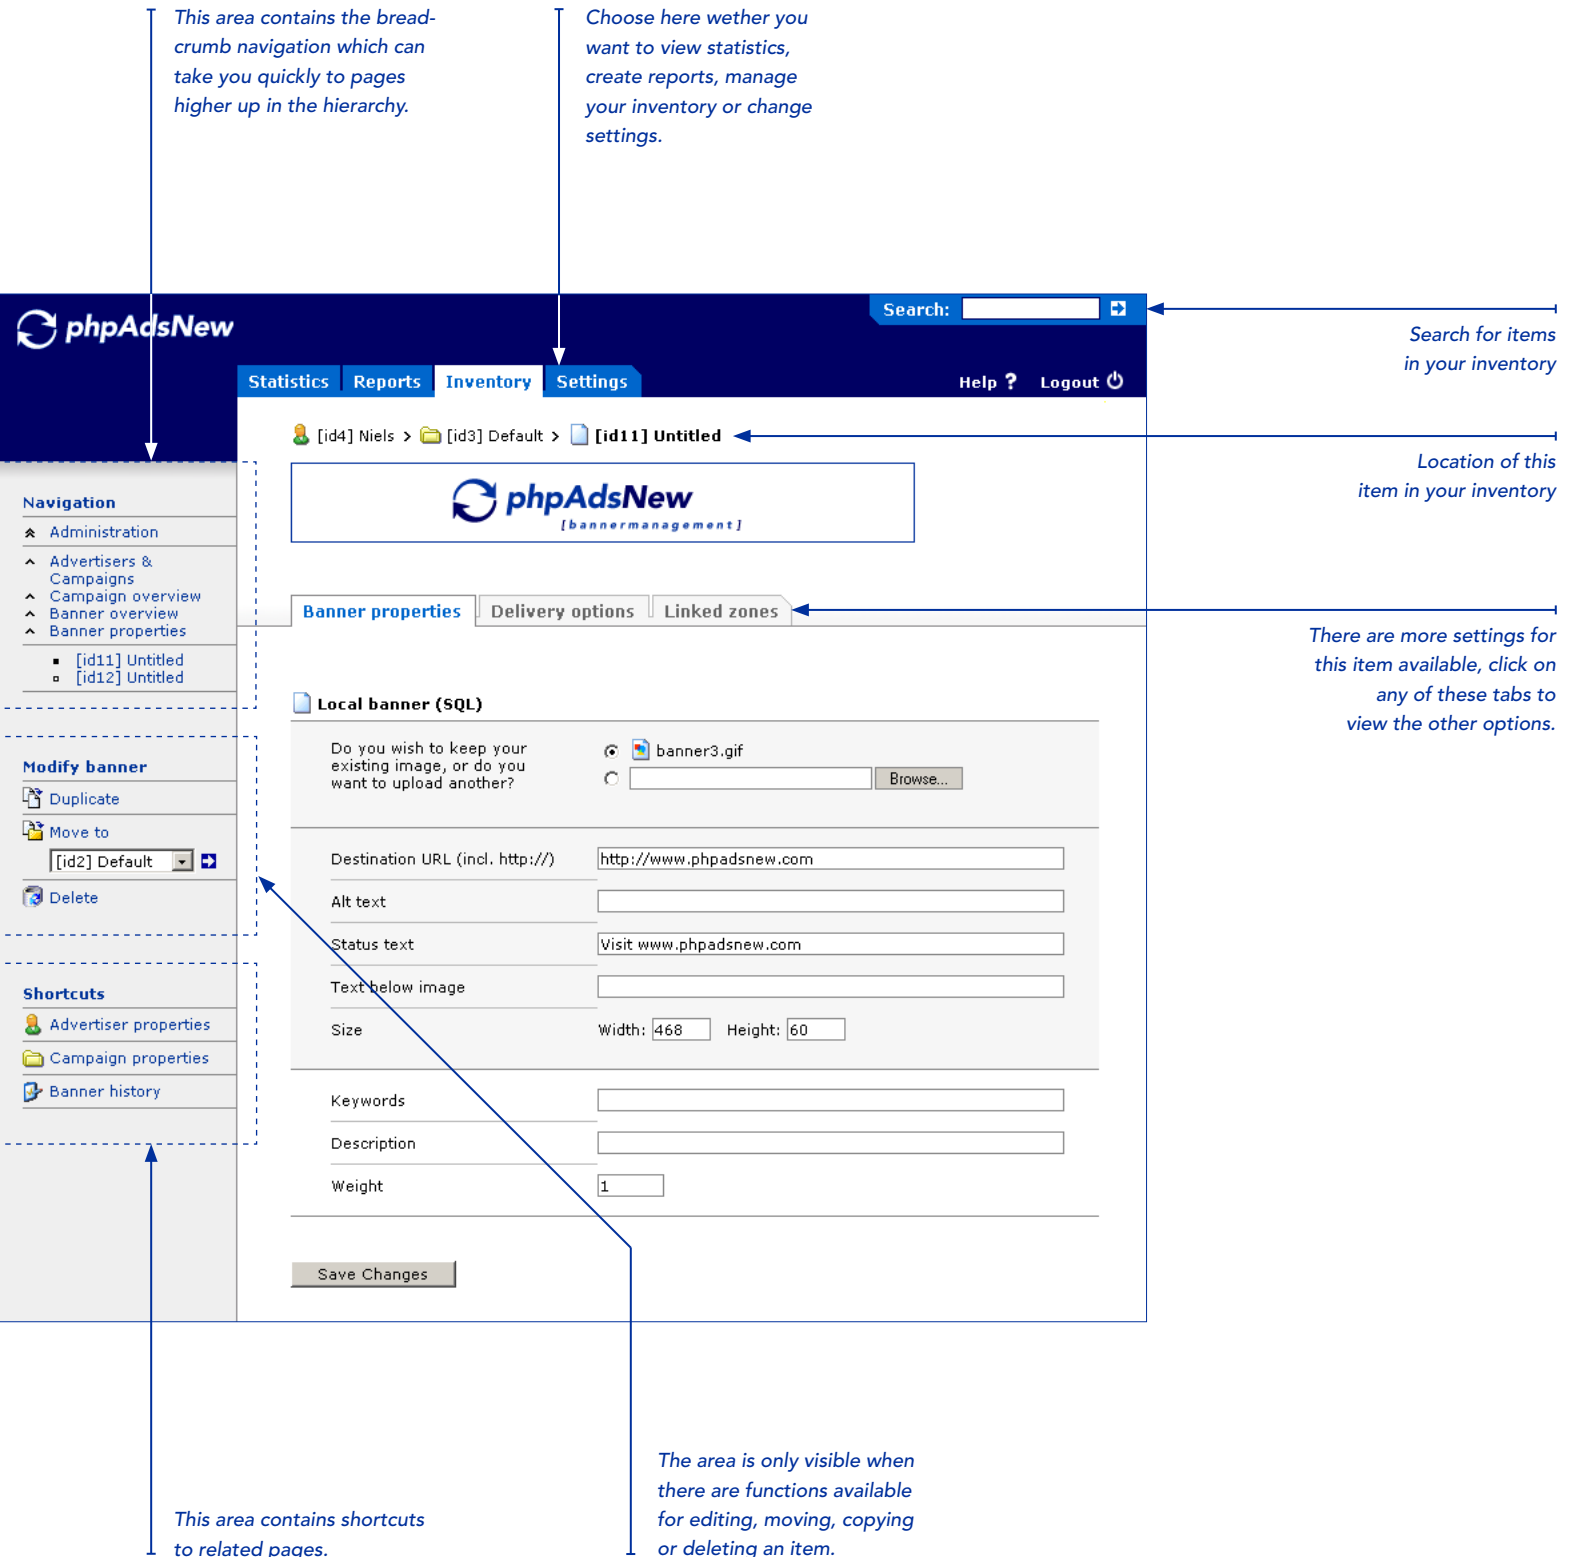 This area contains the bread-
crumb navigation which can
take you quickly to pages
higher up in the hierarchy.
Choose here wether you
want to view statistics,
create reports, manage
your inventory or change
settings.
phpAdsNew
Search:
Search for items
in your inventory
Statistics Reports Inventory Settings
Help ? Logout
[id4] Niels > [id3] Default > [id11] Untitled
Location of this
item in your inventory
phpAdsNew
[bannermanagement]
Navigation
Administration
Advertisers &
Campaigns
Campaign overview
Banner overview
Banner properties
[id11] Untitled
[id12] Untitled
Banner properties Delivery options Linked zones
There are more settings for
this item available, click on
any of these tabs to
view the other options.
Modify banner
Duplicate
Move to
[id2] Default
Delete
Shortcuts
Advertiser properties
Campaign properties
Banner history
Local banner (SQL)
Do you wish to keep your
existing image, or do you
want to upload another?
banner3.gif
Browse...
Destination URL (incl. http://) http://www.phpadsnew.com
Alt text
Status text Visit www.phpadsnew.com
Text below image
Size Width: 468 Height: 60
Keywords
Description
Weight 1
Save Changes
This area contains shortcuts
to related pages.
The area is only visible when
there are functions available
for editing, moving, copying
or deleting an item.